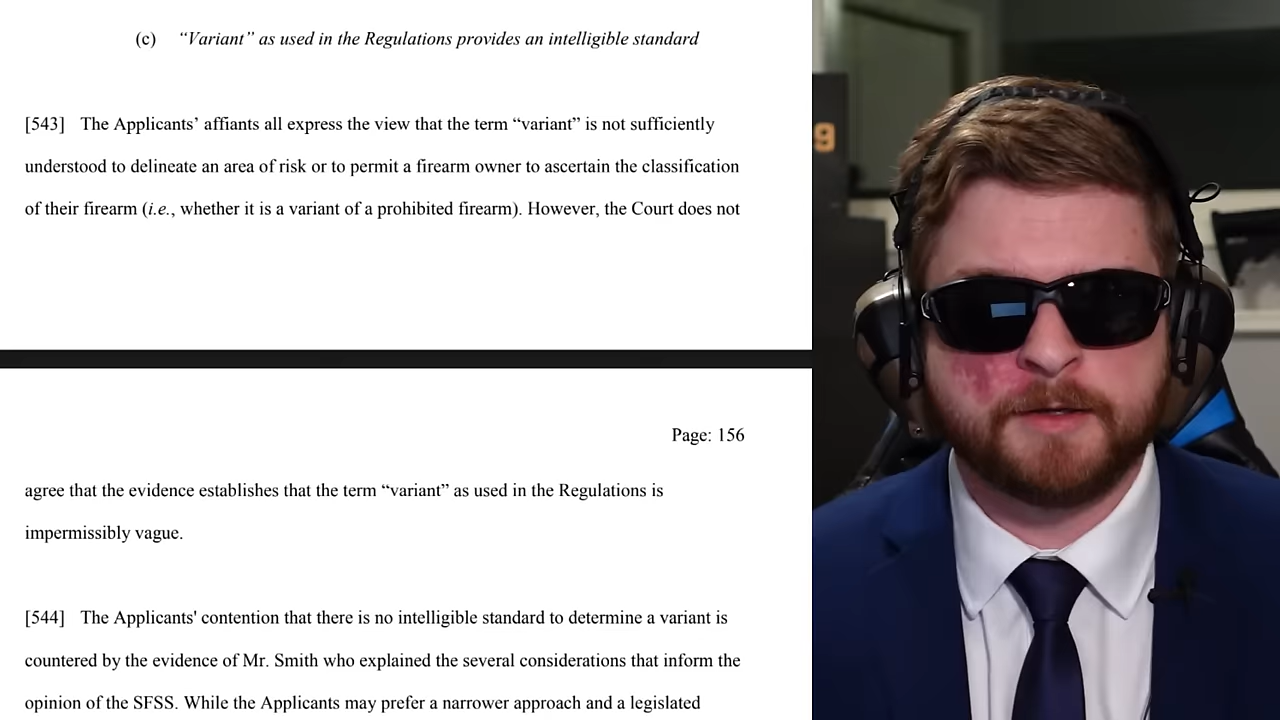 (c) “Variant” as used in the Regulations provides an intelligible standard
[543] The Applicants’ affiants all express the view that the term “variant” is not sufficiently
understood to delineate an area of risk or to permit a firearm owner to ascertain the classification
of their firearm (i.e., whether it is a variant of a prohibited firearm). However, the Court does not
Page: 156
agree that the evidence establishes that the term “variant” as used in the Regulations is
impermissibly vague.
[544] The Applicants' contention that there is no intelligible standard to determine a variant is
countered by the evidence of Mr. Smith who explained the several considerations that inform the
opinion of the SFSS. While the Applicants may prefer a narrower approach and a legislated
9